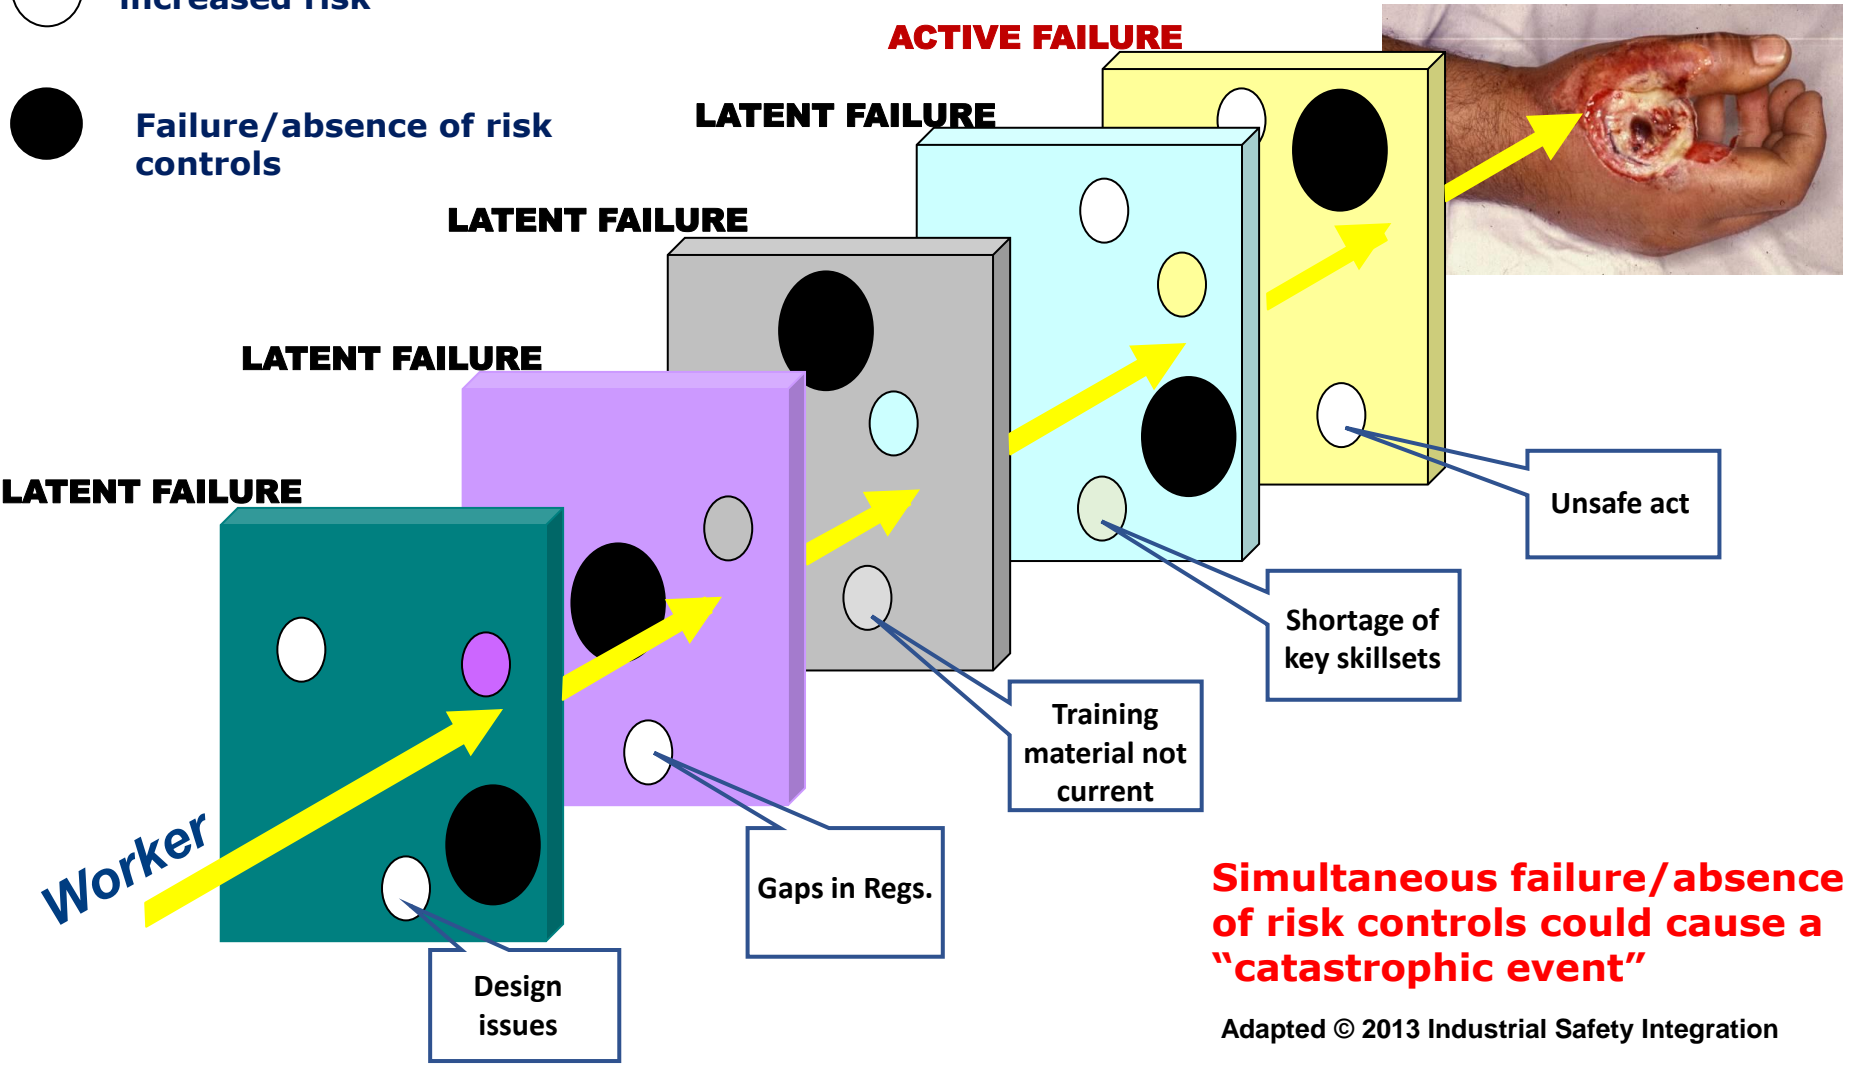 increased risk
Failure/absence of risk
controls
ACTIVE FAILURE
LATENT FAILURE
LATENT FAILURE
LATENT FAILURE
LATENT FAILURE
Worker
Unsafe act
Shortage of
key skillsets
Training
material not
current
Gaps in Regs.
Design
issues
Simultaneous failure/absence
of risk controls could cause a
“catastrophic event”
Adapted © 2013 Industrial Safety Integration